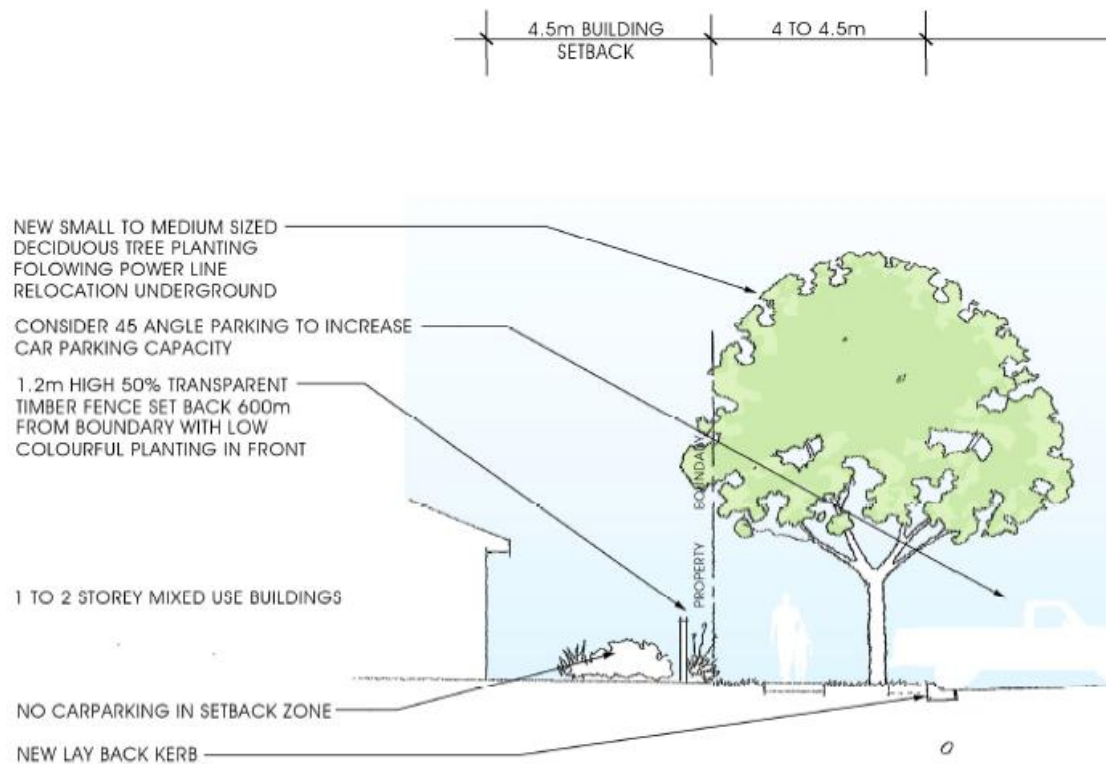 4.5m BUILDING
SETBACK
4 TO 4.5m
NEW SMALL TO MEDIUM SIZED
DECIDUOUS TREE PLANTING
FOLOWING POWER LINE
RELOCATION UNDERGROUND
CONSIDER 45 ANGLE PARKING TO INCREASE
CAR PARKING CAPACITY
1.2m HIGH 50% TRANSPARENT
TIMBER FENCE SET BACK 600m
FROM BOUNDARY WITH LOW
COLOURFUL PLANTING IN FRONT
PROPERTY BOUNDARY
1 TO 2 STOREY MIXED USE BUILDINGS
NO CARPARKING IN SETBACK ZONE
NEW LAY BACK KERB